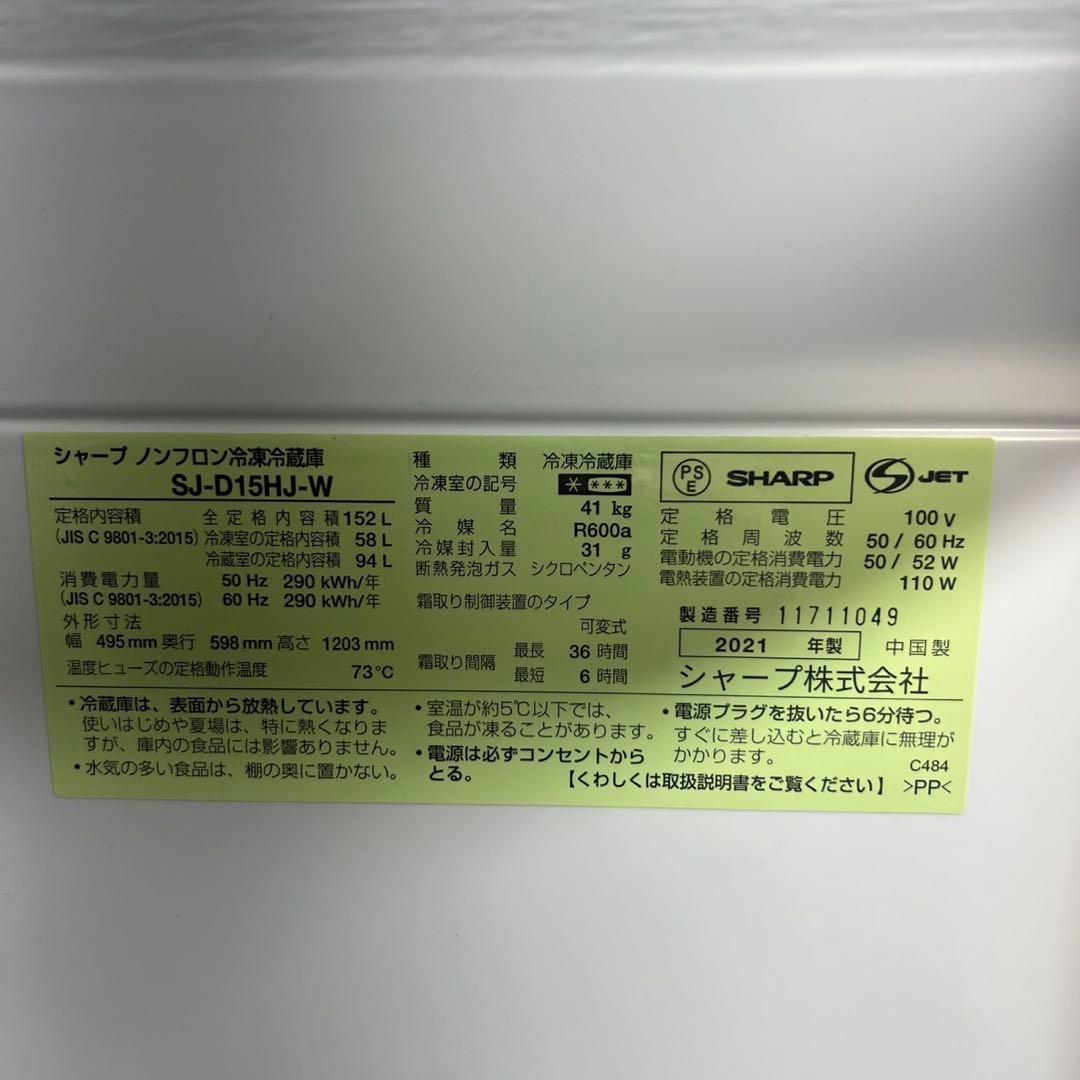 シャープ ノンフロン冷凍冷蔵庫
SJ-D15HJ-W
定格内容積 全定格内容積 152 L
(JIS C 9801-3:2015) 冷凍室の定格内容積 58 L
冷蔵室の定格内容積 94 L
消費電力量 50 Hz 290 kWh/年
(JIS C 9801-3:2015) 60 Hz 290 kWh/年
外形寸法
幅 495 mm 奥行 598 mm 高さ 1203 mm
温度ヒューズの定格動作温度 73℃
種類 冷凍冷蔵庫
冷凍室の記号 * ***
質量 41 kg
冷媒名 R600a
冷媒封入量 31 g
断熱発泡ガス シクロペンタン
霜取り制御装置のタイプ
可変式
霜取り間隔 最長 36 時間
最短 6 時間
PSE SHARP JET
定格電圧 100 V
定格周波数 50 / 60 Hz
電動機の定格消費電力 50 / 52 W
電熱装置の定格消費電力 110 W
製造番号 11711049
2021 年製 中国製
シャープ株式会社
・冷蔵庫は、表面から放熱しています。
使いはじめや夏場は、特に熱くなりま
すが、庫内の食品には影響ありません。
・水気の多い食品は、棚の奥に置かない。
・室温が約5℃以下では、
食品が凍ることがあります。
・電源は必ずコンセントから
とる。
・電源プラグを抜いたら6分待つ。
すぐに差し込むと冷蔵庫に無理が
かかります。
C484
【くわしくは取扱説明書をご覧ください】 >PP<